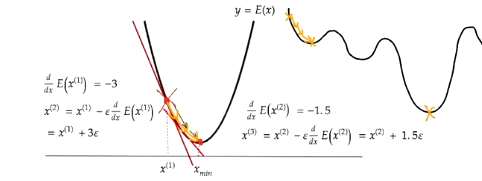 y = E(x)
d/dx E(x^(1)) = −3
x^(2) = x^(1) − ε d/dx E(x^(1))
= x^(1) + 3ε
d/dx E(x^(2)) = −1.5
x^(3) = x^(2) − ε d/dx E(x^(2)) = x^(2) + 1.5ε
x^(1) x_min